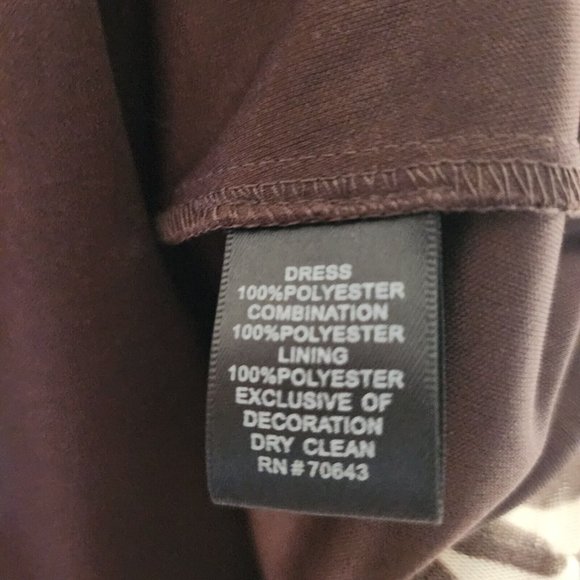 DRESS
100%POLYESTER
COMBINATION
100%POLYESTER
LINING
100%POLYESTER
EXCLUSIVE OF
DECORATION
DRY CLEAN
RN#70643